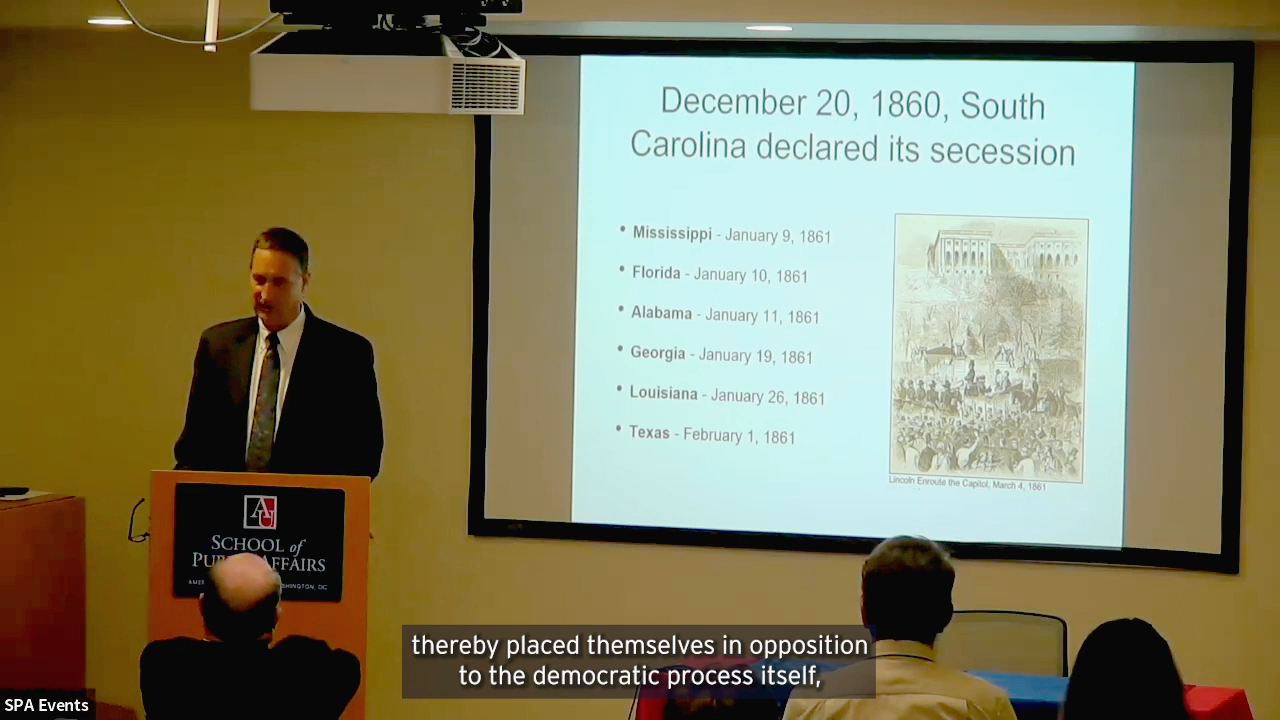 December 20, 1860, South
Carolina declared its secession
• Mississippi - January 9, 1861
• Florida - January 10, 1861
• Alabama - January 11, 1861
• Georgia - January 19, 1861
• Louisiana - January 26, 1861
• Texas - February 1, 1861
Lincoln Enroute the Capitol, March 4, 1861
AU
SCHOOL of
AFFAIRS
DC
thereby placed themselves in opposition
to the democratic process itself,
SPA Events